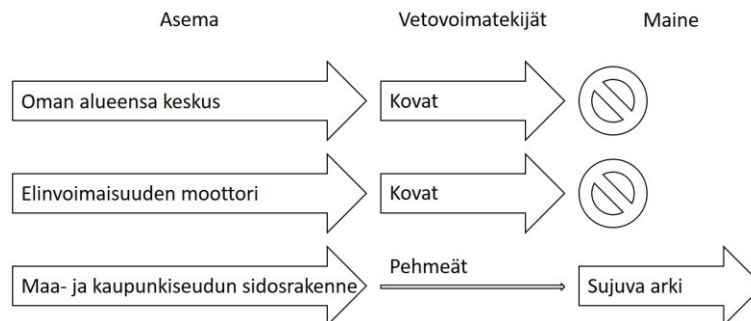 Asema Vetovoimatekijät Maine
Oman alueensa keskus Kovat
Elinvoimaisuuden moottori Kovat
Pehmeät
Maa- ja kaupunkiseudun sidosrakenne Sujuva arki